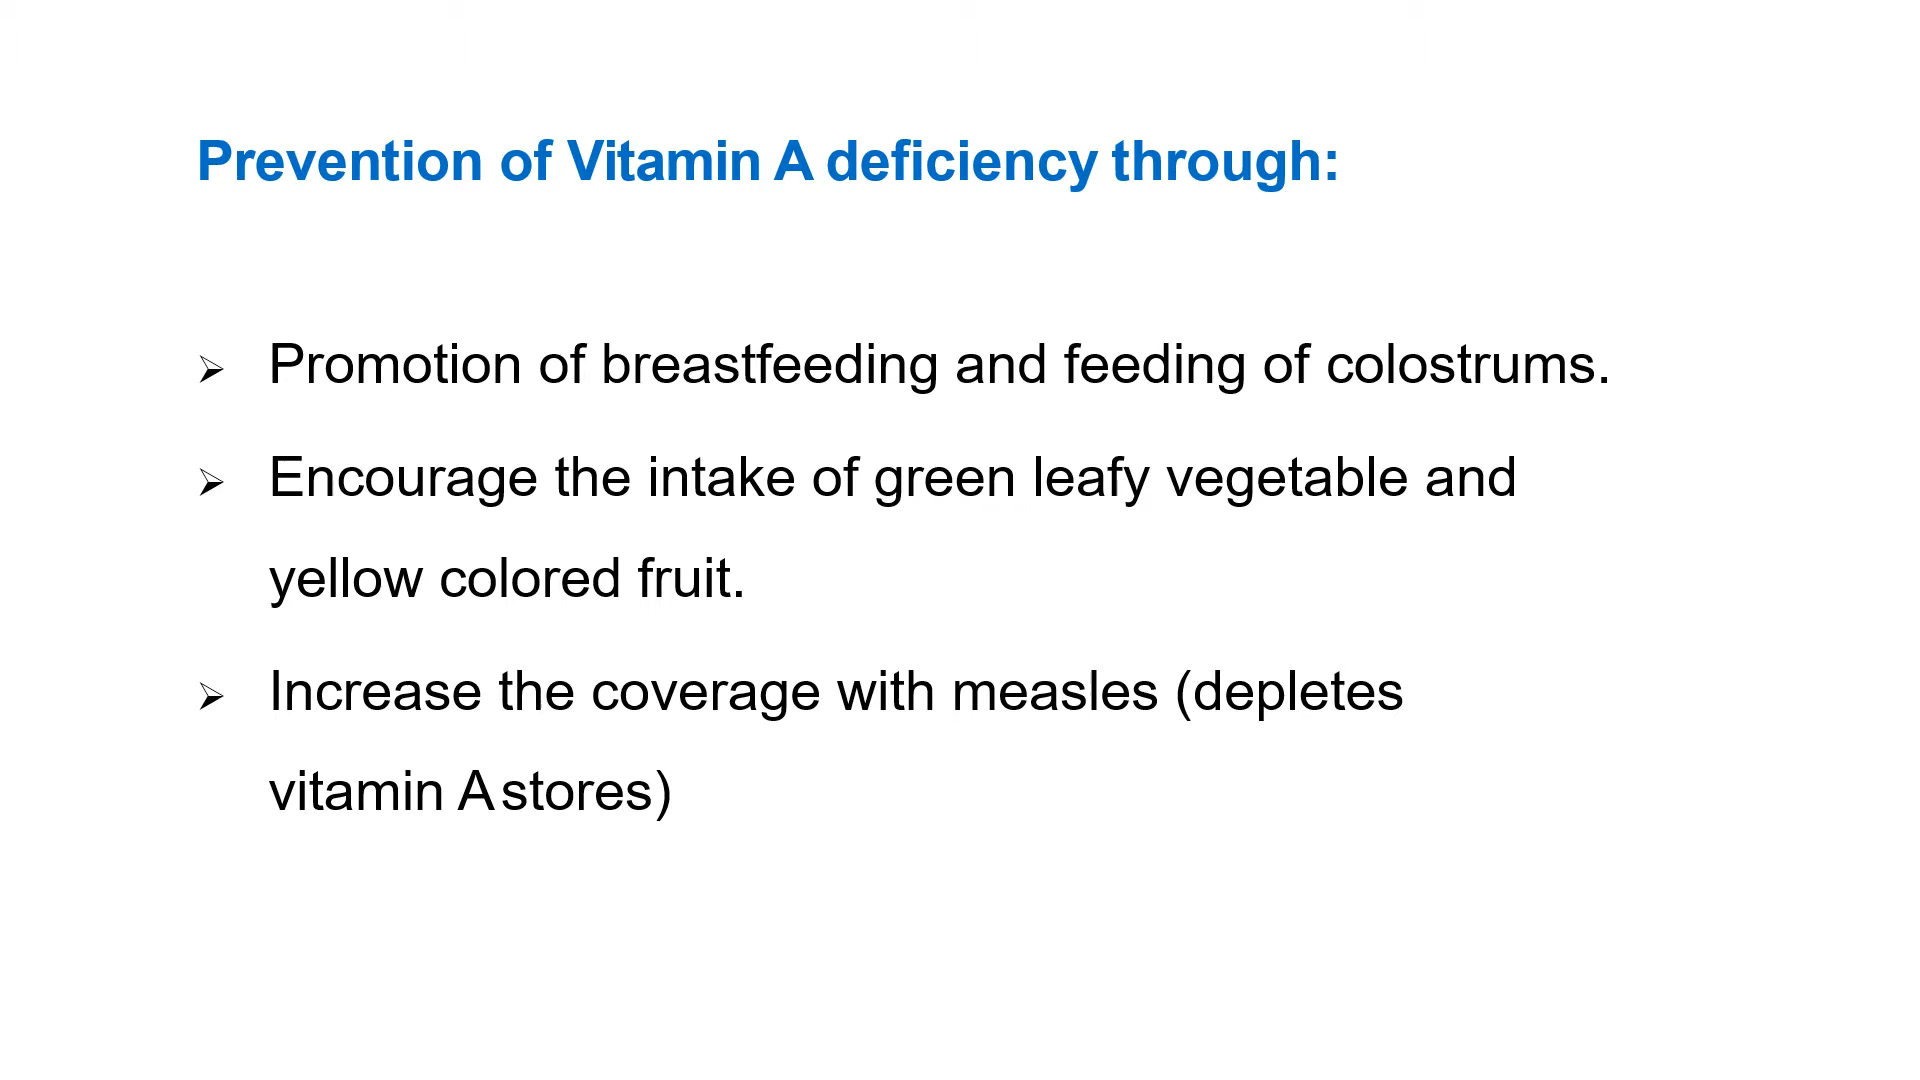 Prevention of Vitamin A deficiency through:
➢ Promotion of breastfeeding and feeding of colostrums.
➢ Encourage the intake of green leafy vegetable and
yellow colored fruit.
➢ Increase the coverage with measles (depletes
vitamin A stores)